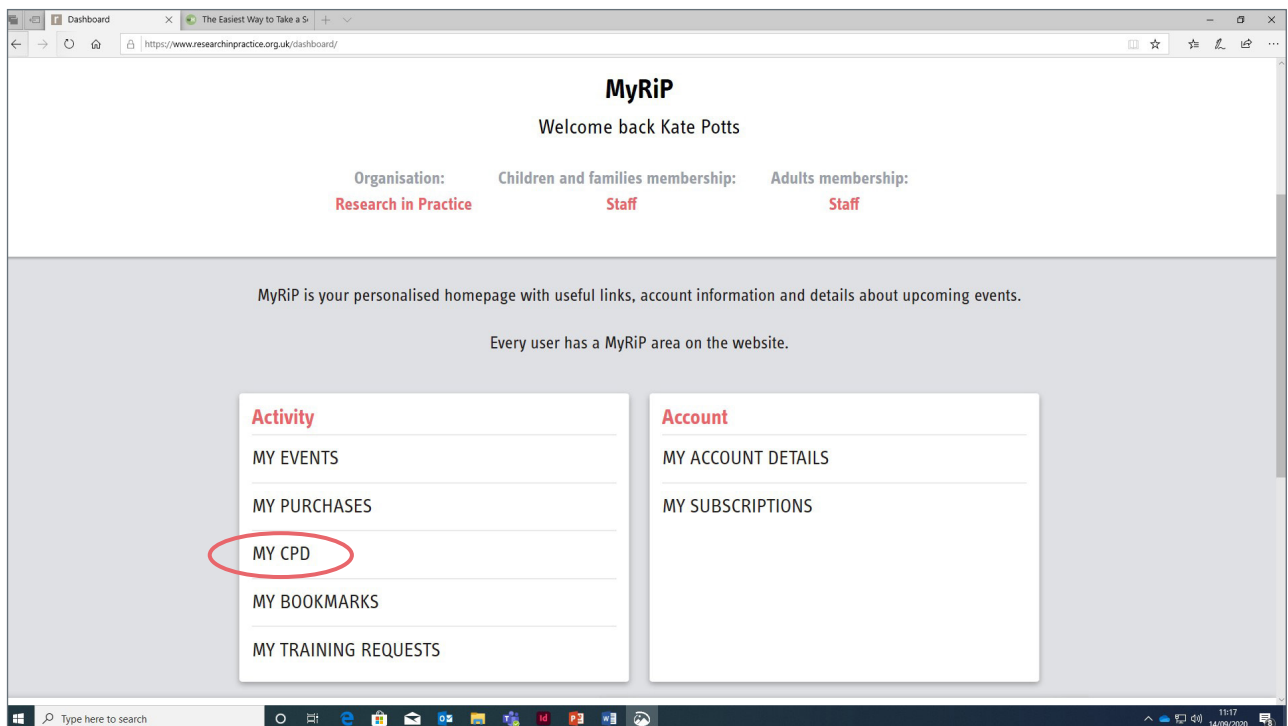 Dashboard
The Easiest Way to Take a S
https://www.researchinpractice.org.uk/dashboard/
MyRiP
Welcome back Kate Potts
Organisation: Children and families membership: Adults membership:
Research in Practice Staff Staff
MyRiP is your personalised homepage with useful links, account information and details about upcoming events.
Every user has a MyRiP area on the website.
Activity
MY EVENTS
MY PURCHASES
MY CPD
MY BOOKMARKS
MY TRAINING REQUESTS
Account
MY ACCOUNT DETAILS
MY SUBSCRIPTIONS
Type here to search
11:17
14/09/2020